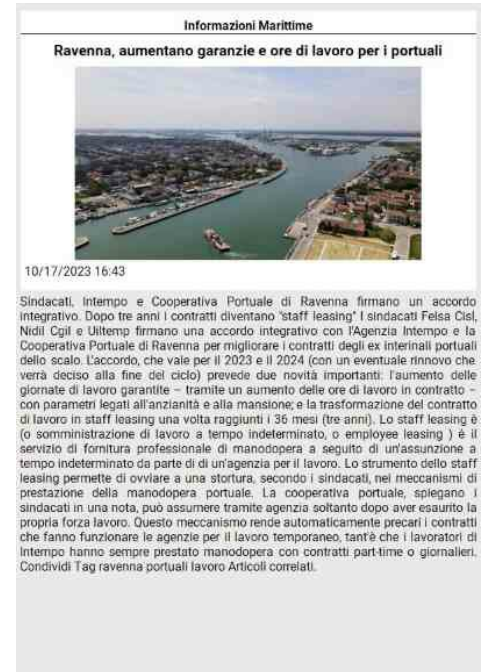 Informazioni Marittime
Ravenna, aumentano garanzie e ore di lavoro per i portuali
10/17/2023 16:43
Sindacati, Intempo e Cooperativa Portuale di Ravenna firmano un accordo
integrativo. Dopo tre anni i contratti diventano "staff leasing" I sindacati Felsa Cisl,
Nidil Cgil e Uiltemp firmano una accordo integrativo con l'Agenzia Intempo e la
Cooperativa Portuale di Ravenna per migliorare i contratti degli ex interinali portuali
dello scalo. L'accordo, che vale per il 2023 e il 2024 (con un eventuale rinnovo che
verrà deciso alla fine del ciclo) prevede due novità importanti: l'aumento delle
giornate di lavoro garantite – tramite un aumento delle ore di lavoro in contratto –
con parametri legati all'anzianità e alla mansione; e la trasformazione del contratto
di lavoro in staff leasing una volta raggiunti i 36 mesi (tre anni). Lo staff leasing è
(o somministrazione di lavoro a tempo indeterminato, o employee leasing ) è il
servizio di fornitura professionale di manodopera a seguito di un'assunzione a
tempo indeterminato da parte di di un'agenzia per il lavoro. Lo strumento dello staff
leasing permette di ovviare a una stortura, secondo i sindacati, nei meccanismi di
prestazione della manodopera portuale. La cooperativa portuale, spiegano i
sindacati in una nota, può assumere tramite agenzia soltanto dopo aver esaurito la
propria forza lavoro. Questo meccanismo rende automaticamente precari i contratti
che fanno funzionare le agenzie per il lavoro temporaneo, tant'è che i lavoratori di
Intempo hanno sempre prestato manodopera con contratti part-time o giornalieri.
Condividi Tag ravenna portuali lavoro Articoli correlati.